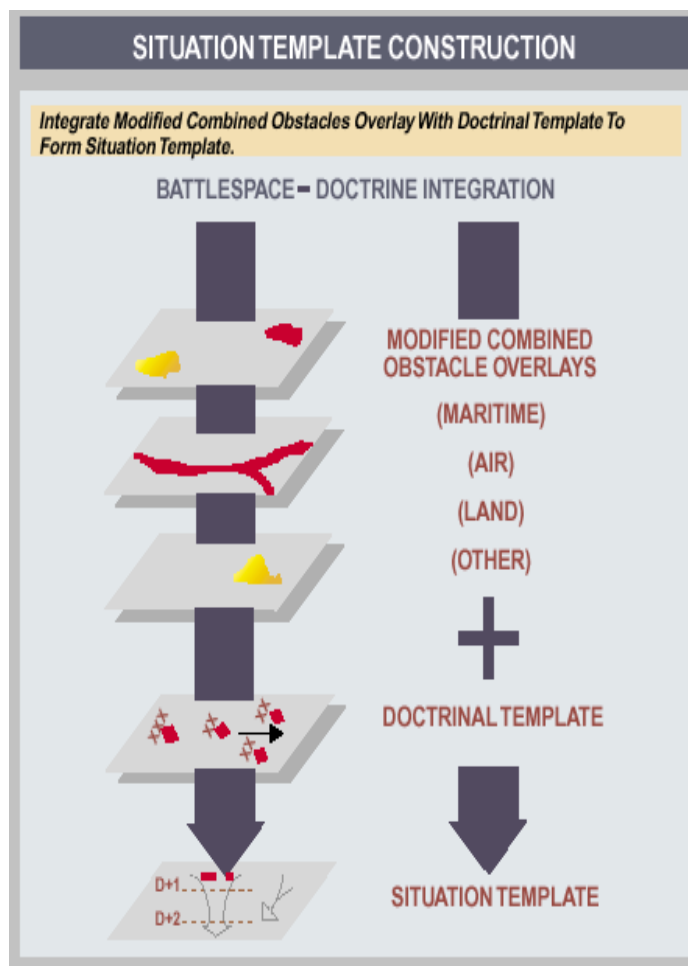 SITUATION TEMPLATE CONSTRUCTION
Integrate Modified Combined Obstacles Overlay With Doctrinal Template To
Form Situation Template.
BATTLESPACE – DOCTRINE INTEGRATION
MODIFIED COMBINED
OBSTACLE OVERLAYS
(MARITIME)
(AIR)
(LAND)
(OTHER)
+
DOCTRINAL TEMPLATE
D+1
D+2
SITUATION TEMPLATE